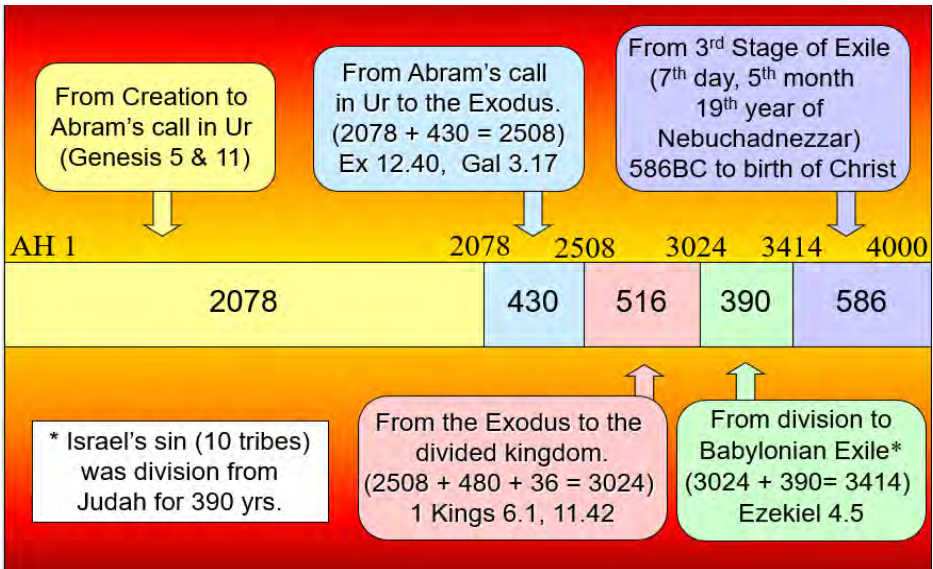 From Creation to
Abram's call in Ur
(Genesis 5 & 11)
From Abram's call
in Ur to the Exodus.
(2078 + 430 = 2508)
Ex 12.40, Gal 3.17
From 3rd Stage of Exile
(7th day, 5th month
19th year of
Nebuchadnezzar)
586BC to birth of Christ
AH 1
2078
2508
3024
3414
4000
2078
430
516
390
586
* Israel's sin (10 tribes)
was division from
Judah for 390 yrs.
From the Exodus to the
divided kingdom.
(2508 + 480 + 36 = 3024)
1 Kings 6.1, 11.42
From division to
Babylonian Exile*
(3024 + 390= 3414)
Ezekiel 4.5